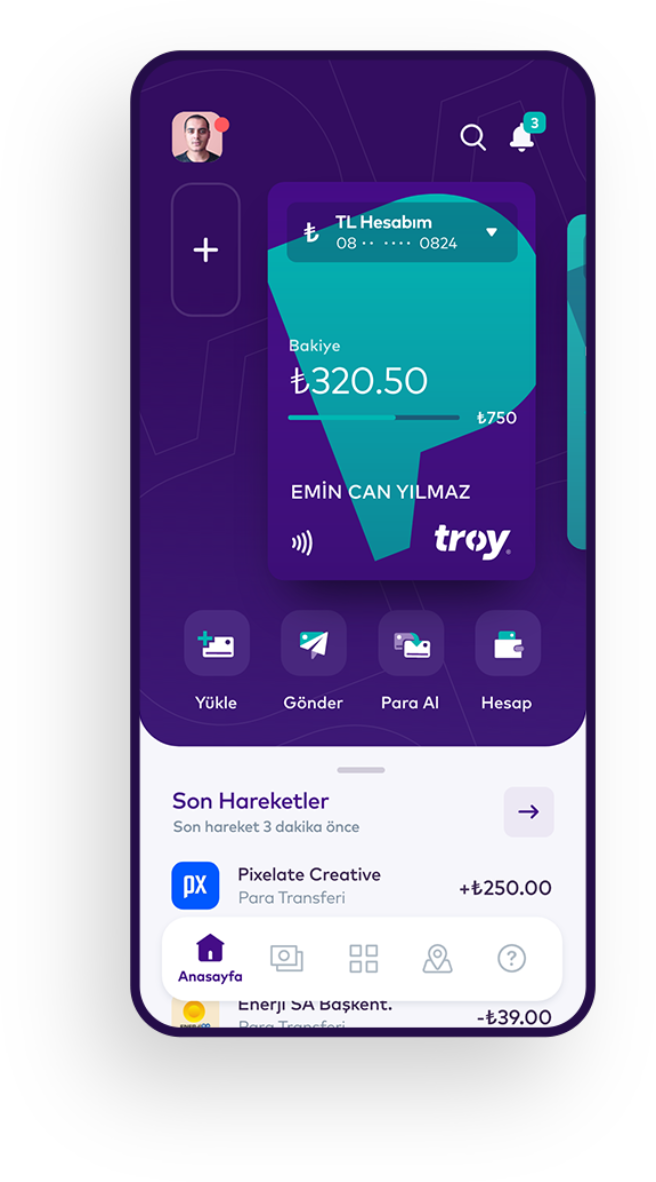 3
TL Hesabım
08 ·· ···· 0824
Bakiye
₺320.50
₺750
EMİN CAN YILMAZ
troy
Yükle
Gönder
Para Al
Hesap
Son Hareketler
Son hareket 3 dakika önce
px
Pixelate Creative
Para Transferi
+₺250.00
Anasayfa
Enerji SA Başkent.
Para Transferi
-₺39.00